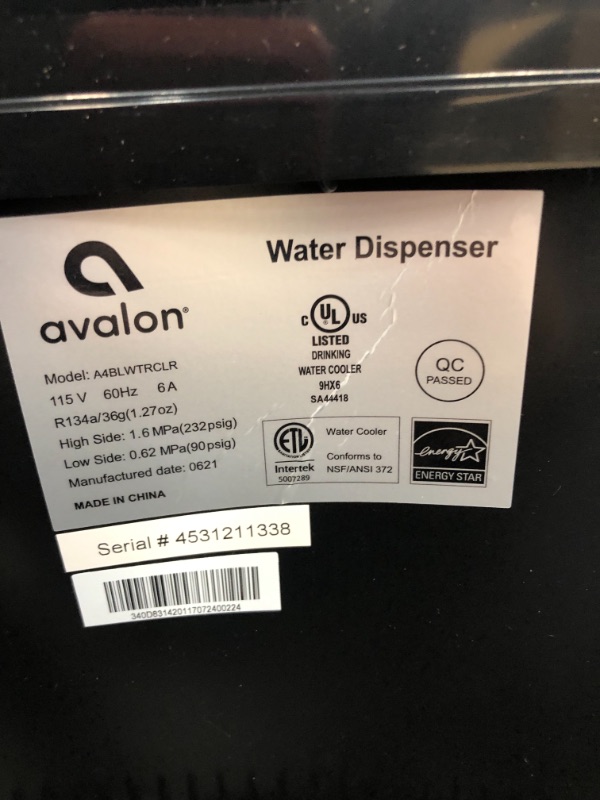 avalon®
Model: A4BLWTRCLR
115 V 60Hz 6 A
R134a/36g(1.27oz)
High Side: 1.6 MPa(232psig)
Low Side: 0.62 MPa(90psig)
Manufactured date: 0621
MADE IN CHINA
Water Dispenser
C UL US
LISTED
DRINKING
WATER COOLER
9HX6
SA44418
QC
PASSED
ETL
Intertek
5007289
Water Cooler
Conforms to
NSF/ANSI 372
energy
ENERGY STAR
Serial # 4531211338
340D831420117072400224